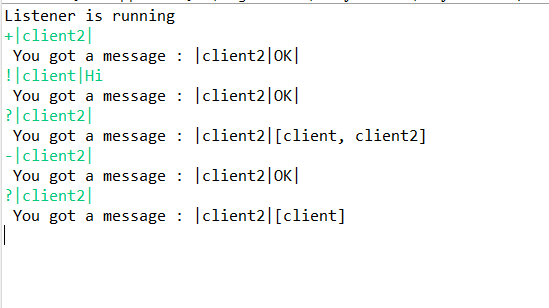 Listener is running
+|client2|
You got a message : |client2|OK|
!|client|Hi
You got a message : |client2|OK|
?|client2|
You got a message : |client2|[client, client2]
-|client2|
You got a message : |client2|OK|
?|client2|
You got a message : |client2|[client]